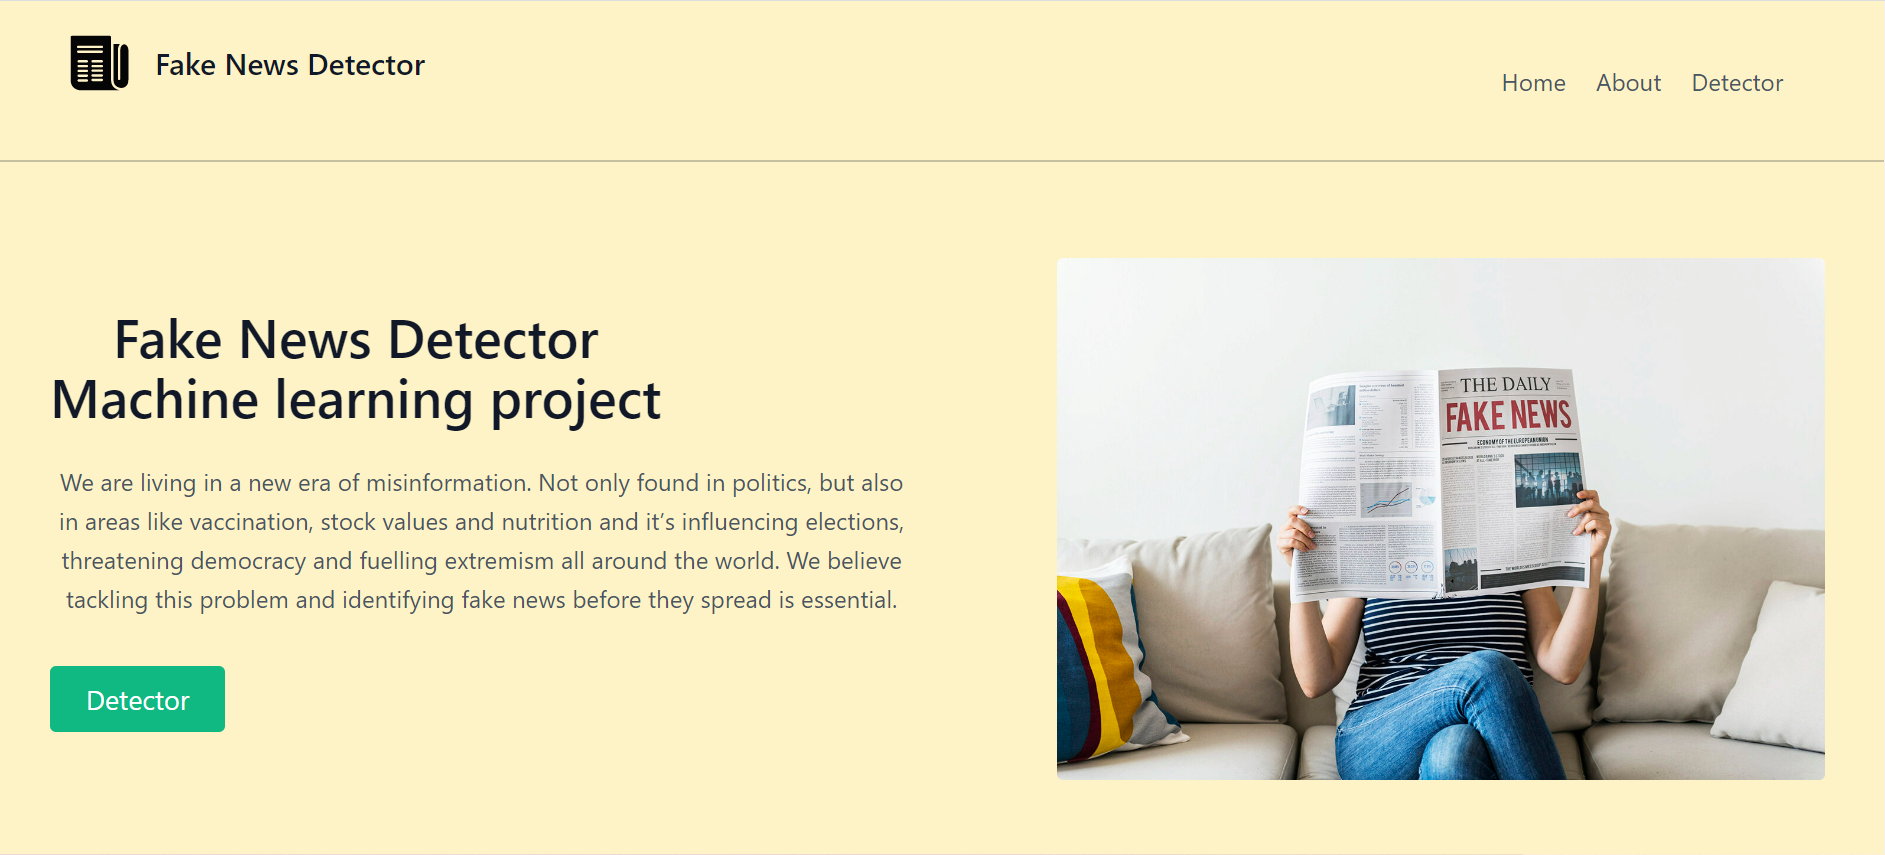 Fake News Detector
Home About Detector
Fake News Detector
Machine learning project
We are living in a new era of misinformation. Not only found in politics, but also
in areas like vaccination, stock values and nutrition and it’s influencing elections,
threatening democracy and fuelling extremism all around the world. We believe
tackling this problem and identifying fake news before they spread is essential.
Detector
THE DAILY
FAKE NEWS
ECONOMY OF THE EUROPEAN UNION